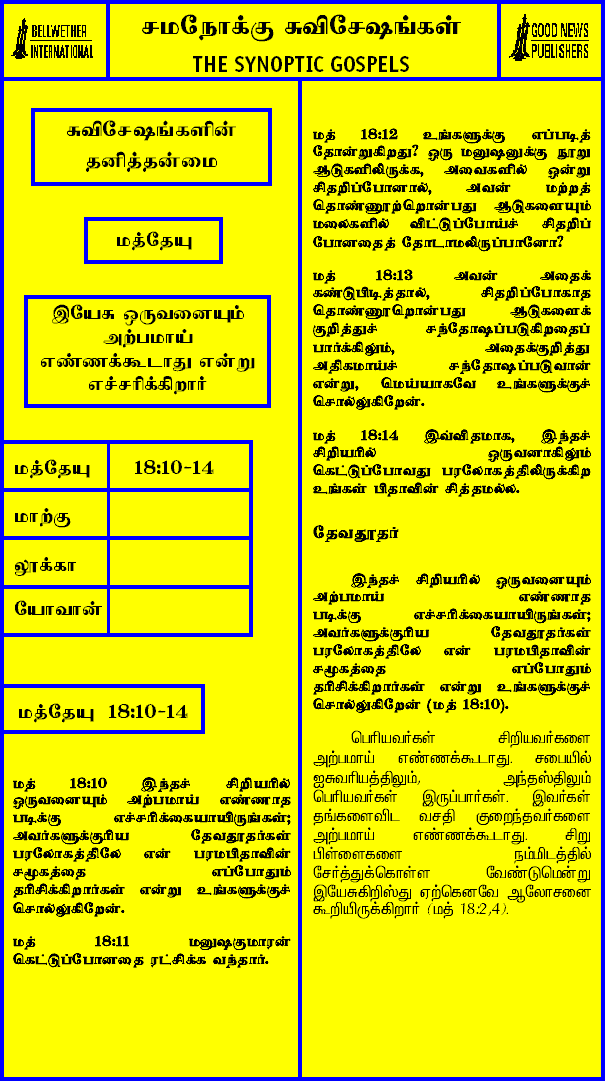 BELLWETHER
INTERNATIONAL
சமநோக்கு சுவிசேஷங்கள்
THE SYNOPTIC GOSPELS
GOOD NEWS
PUBLISHERS
சுவிசேஷங்களின்
தனித்தன்மை
மத்தேயு
இயேசு ஒருவனையும்
அற்பமாய்
எண்ணக்கூடாது என்று
எச்சரிக்கிறார்
மத்தேயு 18:10-14
மாற்கு
லூக்கா
யோவான்
மத்தேயு 18:10-14
மத் 18:10 இந்தச் சிறியரில்
ஒருவனையும் அற்பமாய் எண்ணாத
படிக்கு எச்சரிக்கையாயிருங்கள்;
அவர்களுக்குரிய தேவதூதர்கள்
பரலோகத்திலே என் பரமபிதாவின்
சமுகத்தை எப்போதும்
தரிசிக்கிறார்கள் என்று உங்களுக்குச்
சொல்லுகிறேன்.
மத் 18:11 மனுஷகுமாரன்
கெட்டுப்போனதை ரட்சிக்க வந்தார்.
மத் 18:12 உங்களுக்கு எப்படித்
தோன்றுகிறது? ஒரு மனுஷனுக்கு நூறு
ஆடுகளிலிருக்க, அவைகளில் ஒன்று
சிதறிப்போனால், அவன் மற்றத்
தொண்ணூற்றொன்பது ஆடுகளையும்
மலைகளில் விட்டுப்போய்ச் சிதறிப்
போனதைத் தோடாமலிருப்பானோ?
மத் 18:13 அவன் அதைக்
கண்டுபிடித்தால், சிதறிப்போகாத
தொண்ணூறொன்பது ஆடுகளைக்
குறித்துச் சந்தோஷப்படுகிறதைப்
பார்க்கிலும், அதைக்குறித்து
அதிகமாய்ச் சந்தோஷப்படுவான்
என்று, மெய்யாகவே உங்களுக்குச்
சொல்லுகிறேன்.
மத் 18:14 இவ்விதமாக, இந்தச்
சிறியரில் ஒருவனாகிலும்
கெட்டுப்போவது பரலோகத்திலிருக்கிற
உங்கள் பிதாவின் சித்தமல்ல.
தேவதூதர்
இந்தச் சிறியரில் ஒருவனையும்
அற்பமாய் எண்ணாத
படிக்கு எச்சரிக்கையாயிருங்கள்;
அவர்களுக்குரிய தேவதூதர்கள்
பரலோகத்திலே என் பரமபிதாவின்
சமுகத்தை எப்போதும்
தரிசிக்கிறார்கள் என்று உங்களுக்குச்
சொல்லுகிறேன் (மத் 18:10).
பெரியவர்கள் சிறியவர்களை
அற்பமாய் எண்ணக்கூடாது. சபையில்
ஐசுவரியத்திலும், அந்தஸ்திலும்
பெரியவர்கள் இருப்பார்கள். இவர்கள்
தங்களைவிட வசதி குறைந்தவர்களை
அற்பமாய் எண்ணக்கூடாது. சிறு
பிள்ளைகளை நம்மிடத்தில்
சேர்த்துக்கொள்ள வேண்டுமென்று
இயேசுகிறிஸ்து ஏற்கெனவே ஆலோசனை
கூறியிருக்கிறார் (மத் 18:2,4).